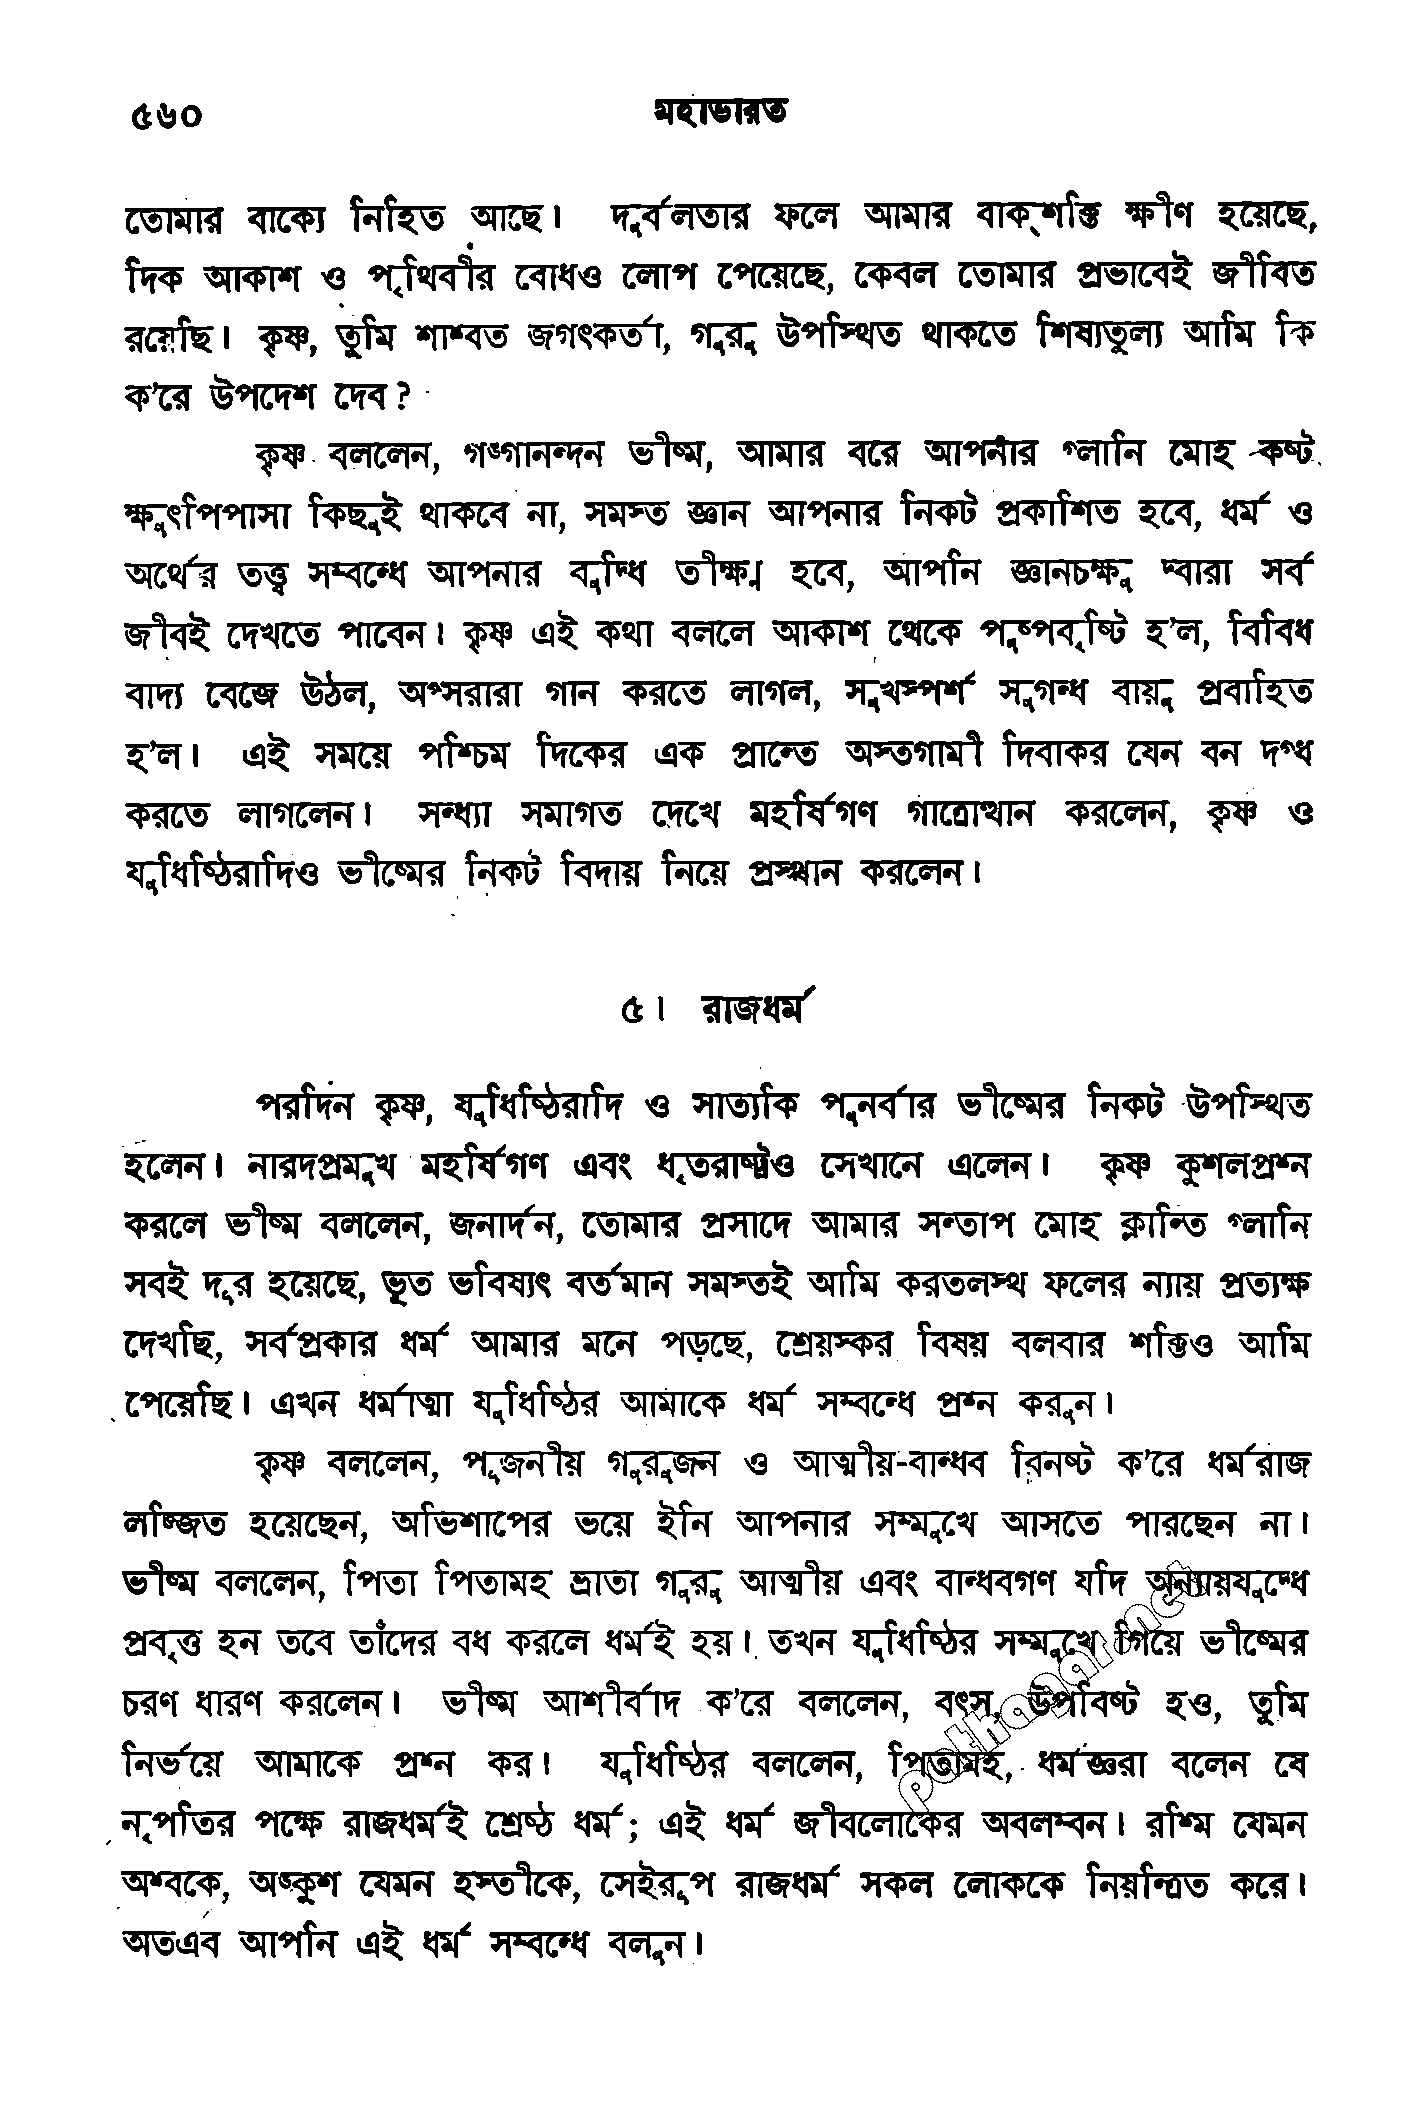 ৫৬০
মহাভারত
তোমার বাক্যে নিহিত আছে। দুর্বলতার ফলে আমার বাক্‌শক্তি ক্ষীণ হয়েছে,
দিক আকাশ ও পৃথিবীর বোধও লোপ পেয়েছে, কেবল তোমার প্রভাবেই জীবিত
রয়েছি। কৃষ্ণ, তুমি শাশ্বত জগৎকর্তা, গুরু উপস্থিত থাকতে শিষ্যতুল্য আমি কি
ক'রে উপদেশ দেব?
কৃষ্ণ বললেন, গঙ্গানন্দন ভীষ্ম, আমার বরে আপনার গ্লানি মোহ কষ্ট
ক্ষুৎপিপাসা কিছুই থাকবে না, সমস্ত জ্ঞান আপনার নিকট প্রকাশিত হবে, ধর্ম ও
অর্থের তত্ত্ব সম্বন্ধে আপনার বুদ্ধি তীক্ষ্ণ হবে, আপনি জ্ঞানচক্ষু দ্বারা সর্ব
জীবই দেখতে পাবেন। কৃষ্ণ এই কথা বললে আকাশ থেকে পুষ্পবৃষ্টি হ'ল, বিবিধ
বাদ্য বেজে উঠল, অপ্সরারা গান করতে লাগল, সুখস্পর্শ সুগন্ধ বায়ু প্রবাহিত
হ'ল। এই সময়ে পশ্চিম দিকের এক প্রান্তে অস্তগামী দিবাকর যেন বন দগ্ধ
করতে লাগলেন। সন্ধ্যা সমাগত দেখে মহর্ষিগণ গাত্রোত্থান করলেন, কৃষ্ণ ও
যুধিষ্ঠিরাদিও ভীষ্মের নিকট বিদায় নিয়ে প্রস্থান করলেন।
৫। রাজধর্ম
পরদিন কৃষ্ণ, যুধিষ্ঠিরাদি ও সাত্যকি পুনর্বার ভীষ্মের নিকট উপস্থিত
হলেন। নারদপ্রমুখ মহর্ষিগণ এবং ধৃতরাষ্ট্রও সেখানে এলেন। কৃষ্ণ কুশলপ্রশ্ন
করলে ভীষ্ম বললেন, জনার্দন, তোমার প্রসাদে আমার সন্তাপ মোহ ক্লান্তি গ্লানি
সবই দূর হয়েছে, ভূত ভবিষ্যৎ বর্তমান সমস্তই আমি করতলস্থ ফলের ন্যায় প্রত্যক্ষ
দেখছি, সর্বপ্রকার ধর্ম আমার মনে পড়ছে, শ্রেয়স্কর বিষয় বলবার শক্তিও আমি
পেয়েছি। এখন ধর্মাত্মা যুধিষ্ঠির আমাকে ধর্ম সম্বন্ধে প্রশ্ন করুন।
কৃষ্ণ বললেন, পূজনীয় গুরুজন ও আত্মীয়-বান্ধব বিনষ্ট ক'রে ধর্মরাজ
লজ্জিত হয়েছেন, অভিশাপের ভয়ে ইনি আপনার সম্মুখে আসতে পারছেন না।
ভীষ্ম বললেন, পিতা পিতামহ ভ্রাতা গুরু আত্মীয় এবং বান্ধবগণ যদি অন্যায়যুদ্ধে
প্রবৃত্ত হন তবে তাঁদের বধ করলে ধর্মই হয়। তখন যুধিষ্ঠির সম্মুখে গিয়ে ভীষ্মের
চরণ ধারণ করলেন। ভীষ্ম আশীর্বাদ ক'রে বললেন, বৎস, উপবিষ্ট হও, তুমি
নির্ভয়ে আমাকে প্রশ্ন কর। যুধিষ্ঠির বললেন, পিতামহ, ধর্মজ্ঞরা বলেন যে
নৃপতির পক্ষে রাজধর্মই শ্রেষ্ঠ ধর্ম; এই ধর্ম জীবলোকের অবলম্বন। রশ্মি যেমন
অশ্বকে, অঙ্কুশ যেমন হস্তীকে, সেইরূপ রাজধর্ম সকল লোককে নিয়ন্ত্রিত করে।
অতএব আপনি এই ধর্ম সম্বন্ধে বলুন।
pathagar.net